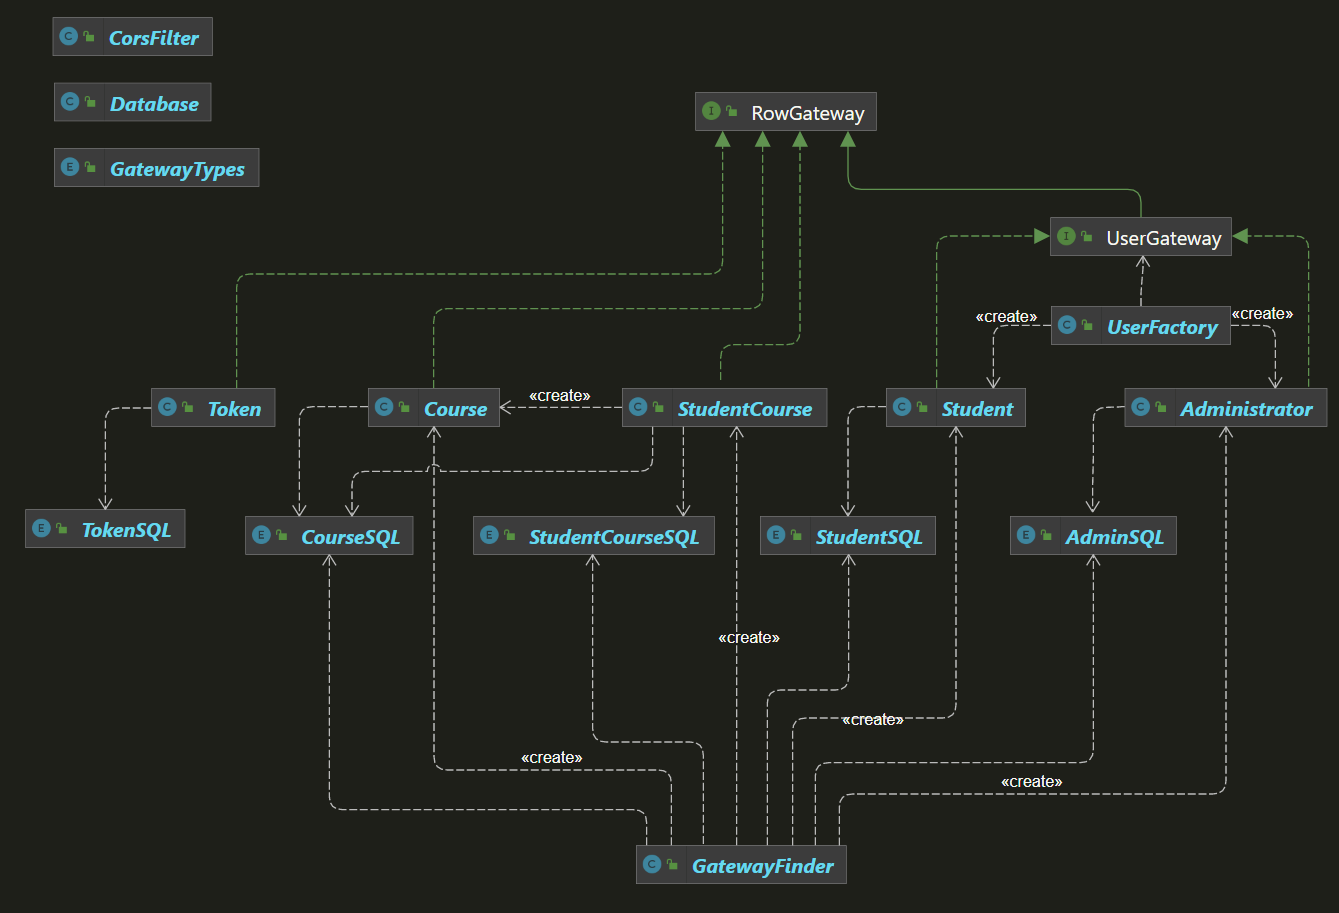 C CorsFilter
C Database
E GatewayTypes
I RowGateway
I UserGateway
«create»
C UserFactory
«create»
C Token
C Course
«create»
C StudentCourse
C Student
C Administrator
E TokenSQL
E CourseSQL
E StudentCourseSQL
E StudentSQL
E AdminSQL
«create»
«create»
«create»
«create»
C GatewayFinder